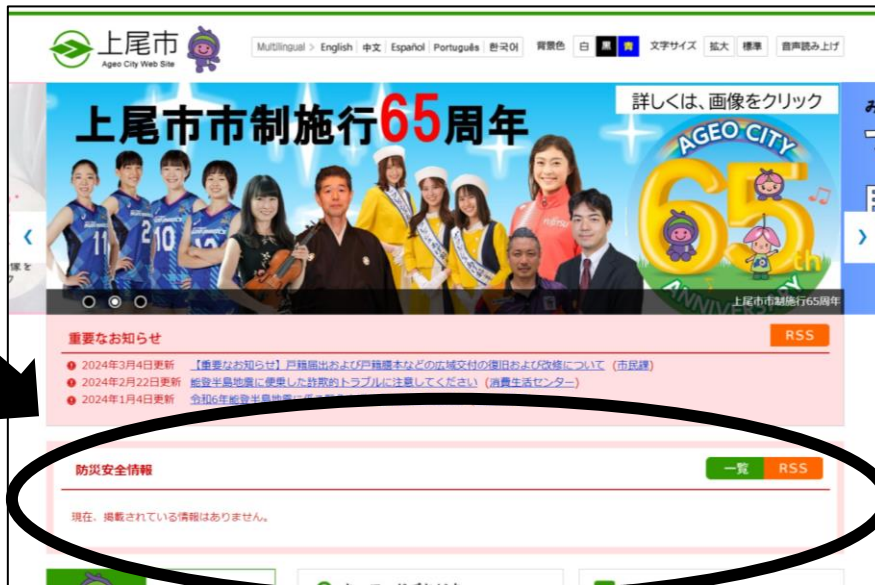 上尾市
Ageo City Web Site
Multilingual > English 中文 Español Português 한국어
背景色 白 黒 青 文字サイズ 拡大 標準 音声読み上げ
上尾市市制施行65周年
詳しくは、画像をクリック
AGEO CITY
65th
ANNIVERSARY
11 2 10
上尾市市制施行65周年
重要なお知らせ
RSS
2024年3月4日更新 【重要なお知らせ】戸籍届出および戸籍謄本などの広域交付の復旧および改修について (市民課)
2024年2月22日更新 能登半島地震に便乗した詐欺的トラブルに注意してください (消費生活センター)
2024年1月4日更新 令和6年能登半島地震に
防災安全情報
一覧 RSS
現在、掲載されている情報はありません。